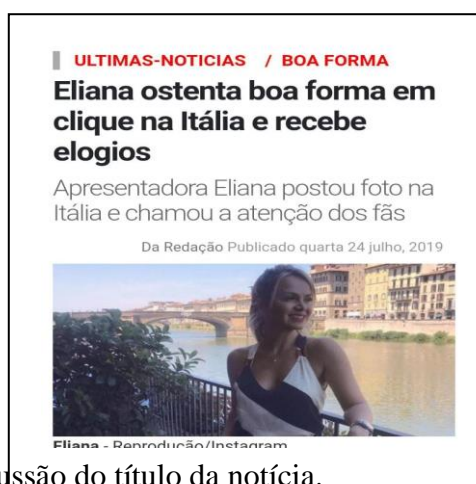 ULTIMAS-NOTICIAS / BOA FORMA
Eliana ostenta boa forma em
clique na Itália e recebe
elogios
Apresentadora Eliana postou foto na
Itália e chamou a atenção dos fãs
Da Redação Publicado quarta 24 julho, 2019
Eliana - Reprodução/Instagram
ussão do título da notícia.